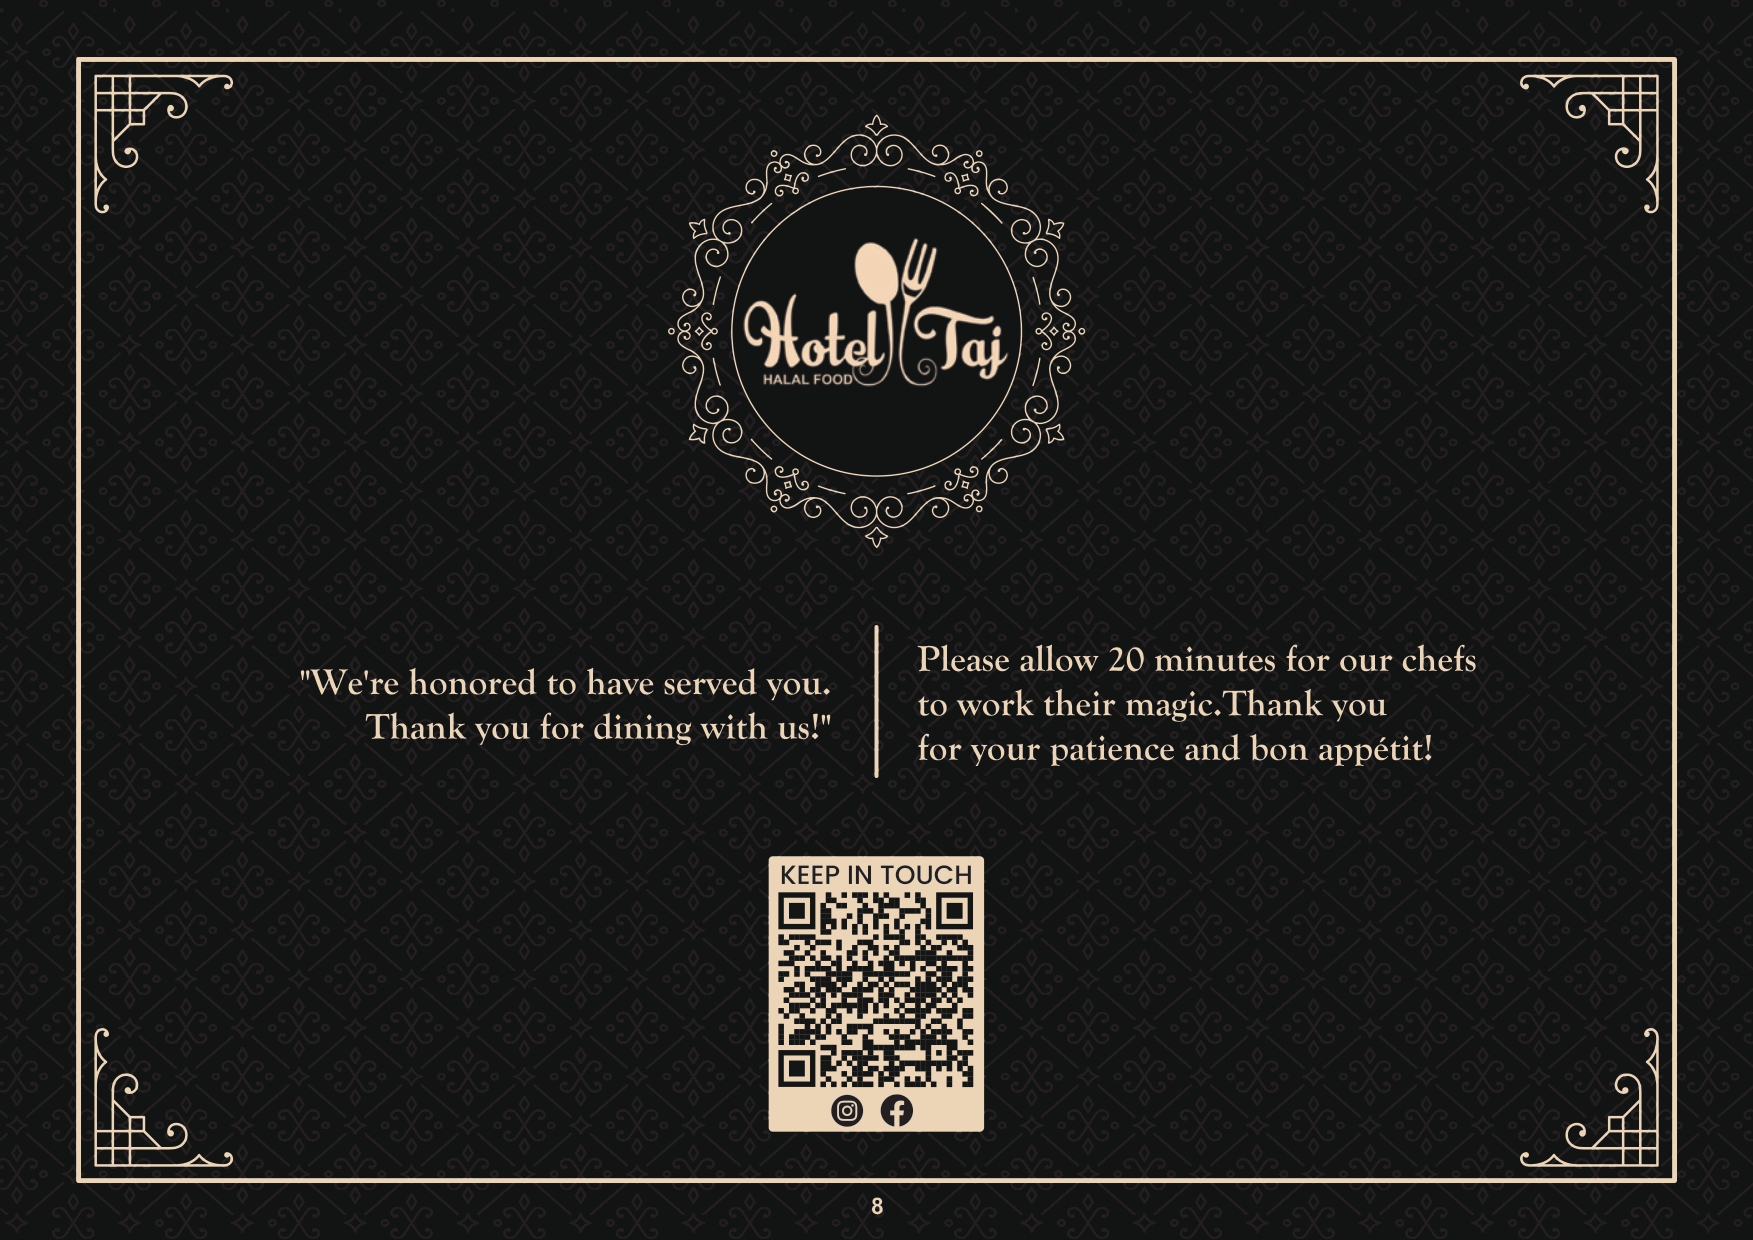 Hotel Taj
HALAL FOOD
"We're honored to have served you.
Thank you for dining with us!"
Please allow 20 minutes for our chefs
to work their magic.Thank you
for your patience and bon appétit!
KEEP IN TOUCH
8